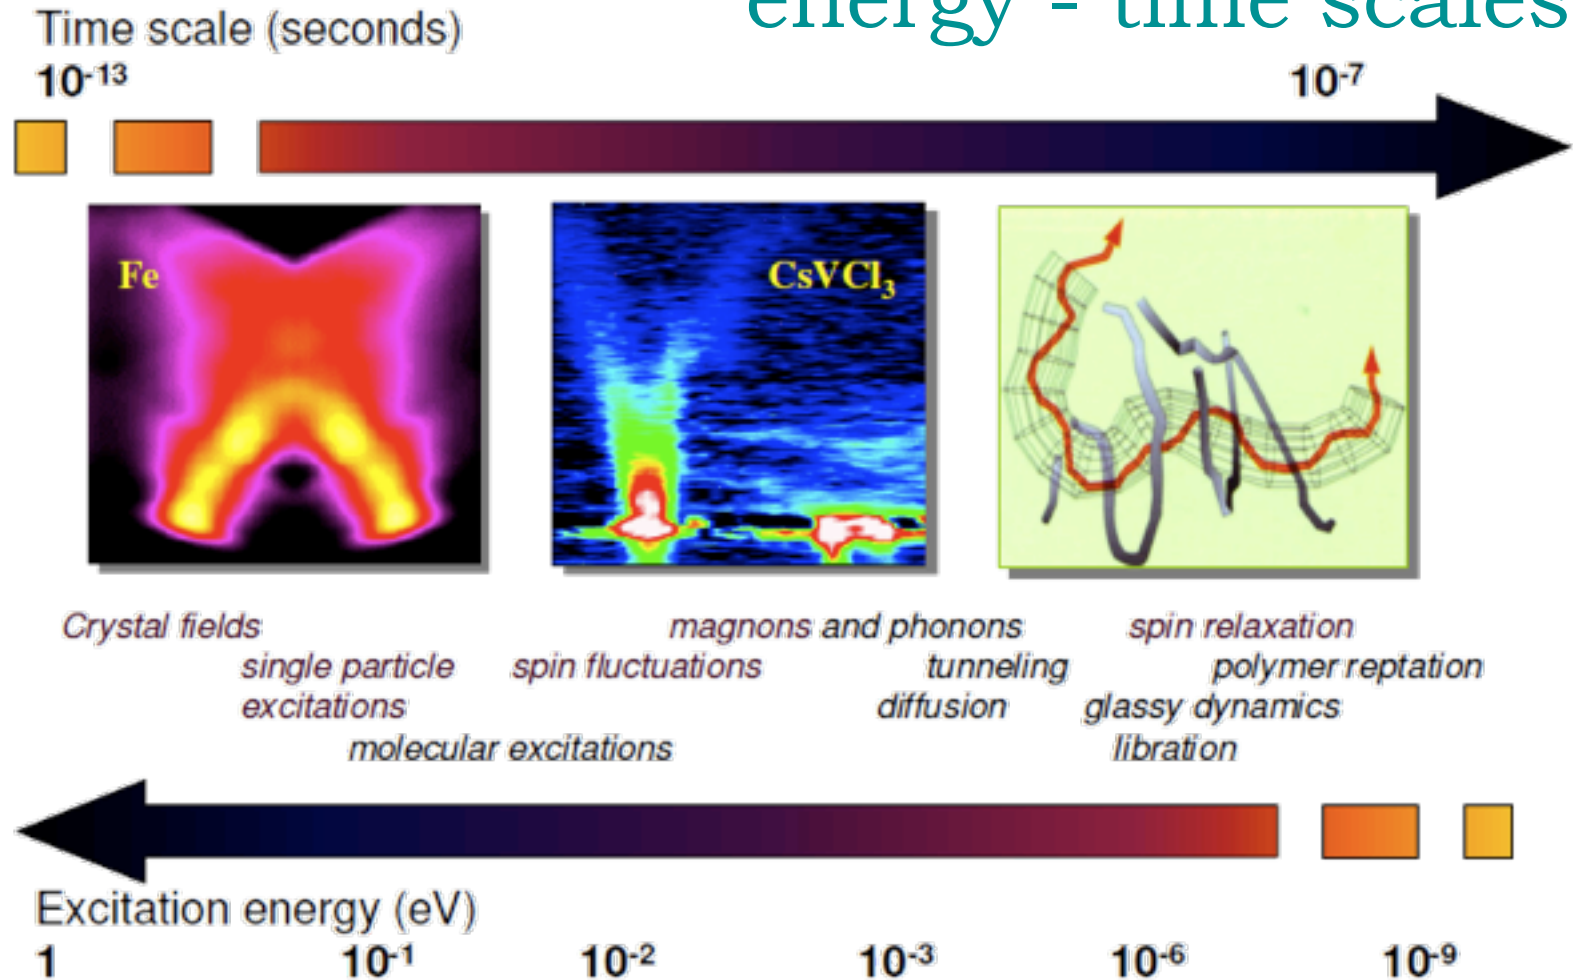 energy - time scales
Time scale (seconds)
10⁻¹³ 10⁻⁷
Fe
CsVCl₃
Crystal fields magnons and phonons spin relaxation
single particle spin fluctuations tunneling polymer reptation
excitations diffusion glassy dynamics
molecular excitations libration
Excitation energy (eV)
1 10⁻¹ 10⁻² 10⁻³ 10⁻⁶ 10⁻⁹